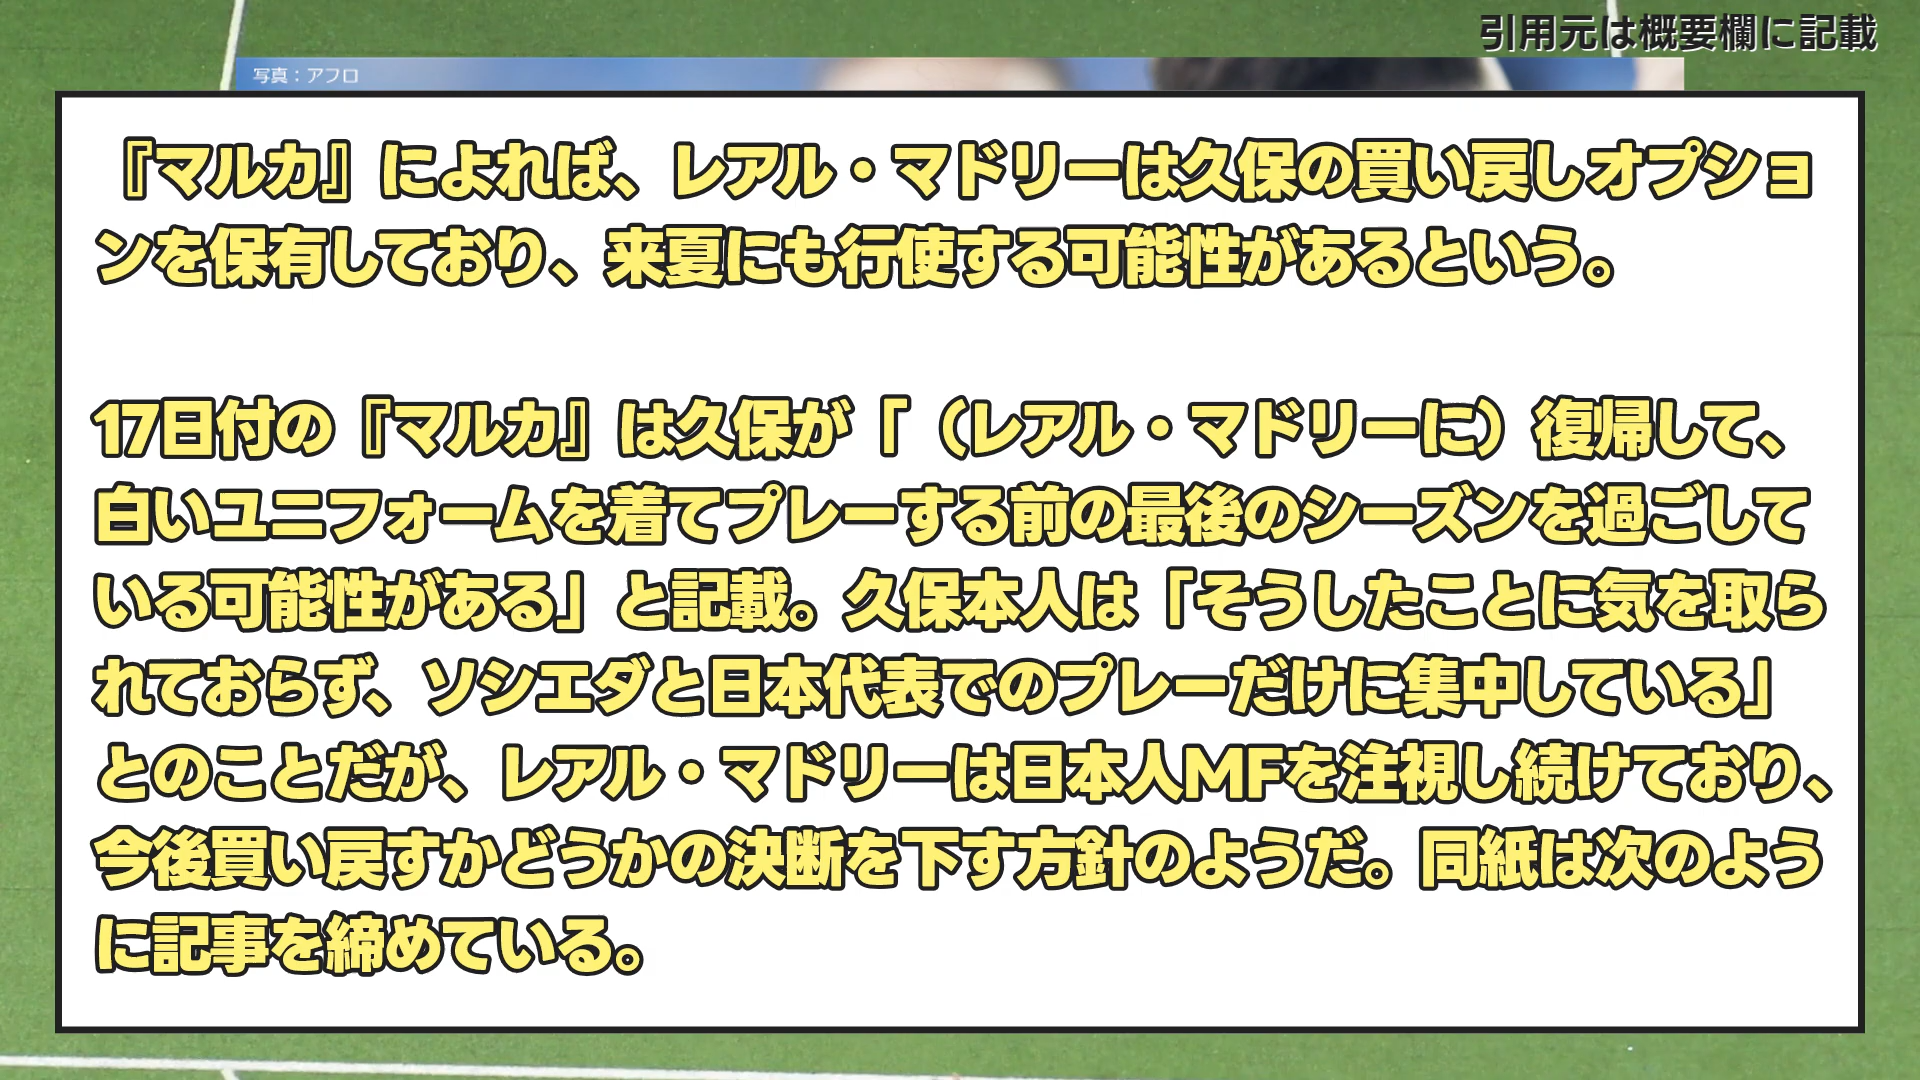 引用元は概要欄に記載
写真：アフロ
『マルカ』によれば、レアル・マドリーは久保の買い戻しオプショ
ンを保有しており、来夏にも行使する可能性があるという。
17日付の『マルカ』は久保が「（レアル・マドリーに）復帰して、
白いユニフォームを着てプレーする前の最後のシーズンを過ごして
いる可能性がある」と記載。久保本人は「そうしたことに気を取ら
れておらず、ソシエダと日本代表でのプレーだけに集中している」
とのことだが、レアル・マドリーは日本人MFを注視し続けており、
今後買い戻すかどうかの決断を下す方針のようだ。同紙は次のよう
に記事を締めている。